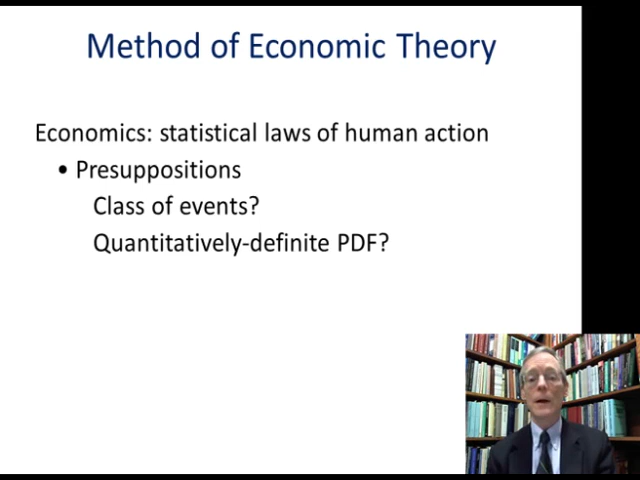 Method of Economic Theory
Economics: statistical laws of human action
• Presuppositions
Class of events?
Quantitatively-definite PDF?